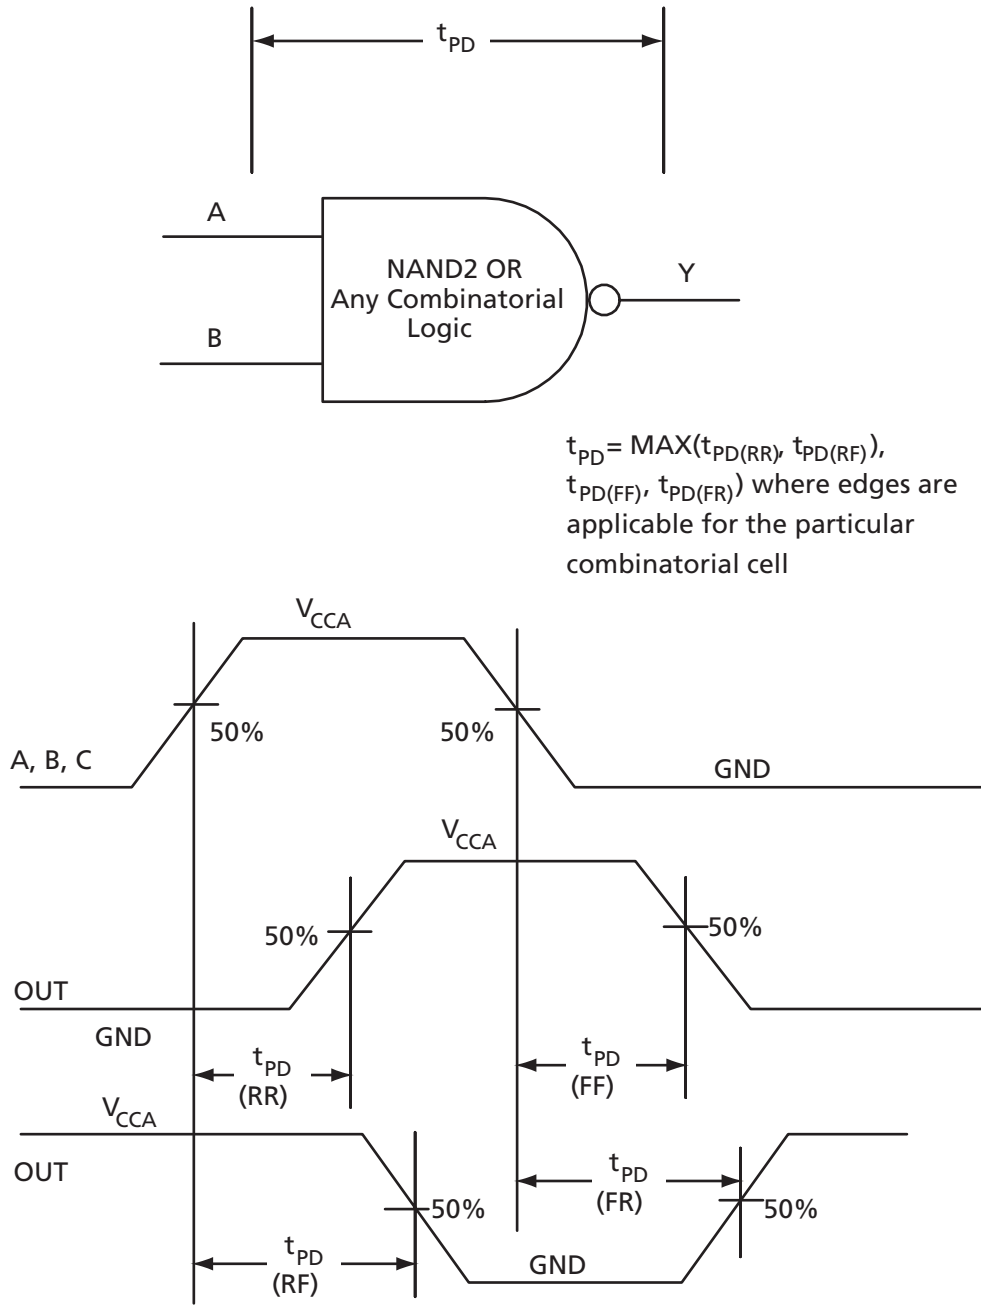 tPD
A
NAND2 OR
Any Combinatorial
Logic
Y
B
tPD= MAX(tPD(RR), tPD(RF)),
tPD(FF), tPD(FR)) where edges are
applicable for the particular
combinatorial cell
VCCA
50%
50%
A, B, C
GND
VCCA
50%
50%
OUT
GND
tPD
(RR)
tPD
(FF)
VCCA
OUT
tPD
(FR)
50%
50%
tPD
(RF)
GND